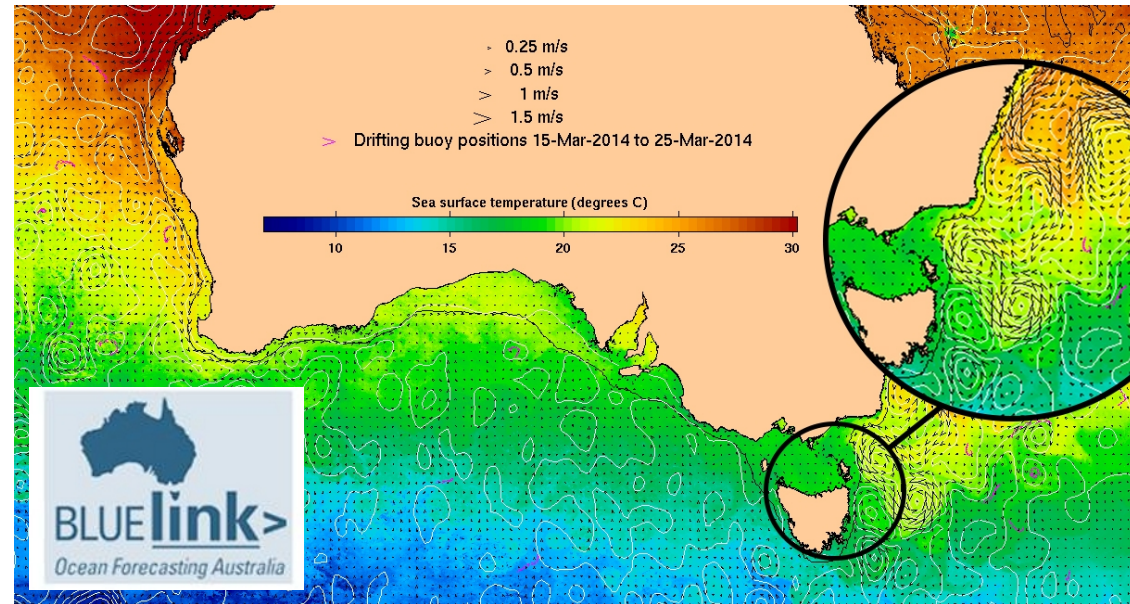 0.25 m/s
0.5 m/s
1 m/s
1.5 m/s
Drifting buoy positions 15-Mar-2014 to 25-Mar-2014
Sea surface temperature (degrees C)
10 15 20 25 30
BLUElink>
Ocean Forecasting Australia